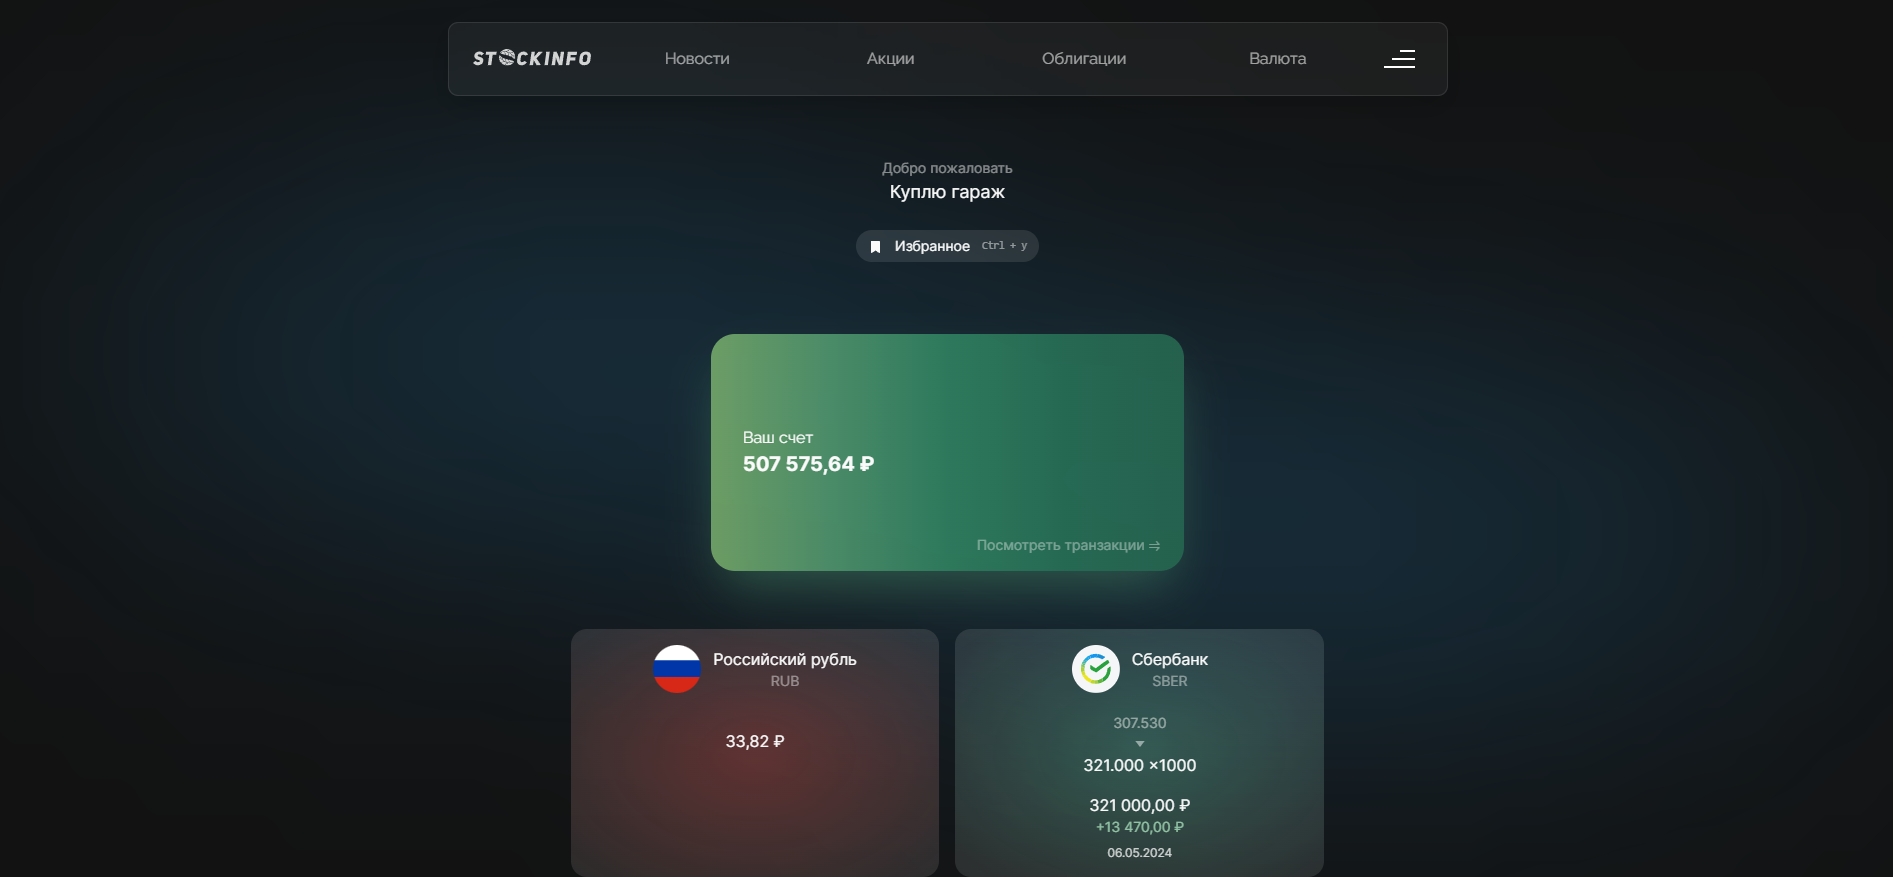 STOCKINFO
Новости
Акции
Облигации
Валюта
Добро пожаловать
Куплю гараж
Избранное Ctrl + y
Ваш счет
507 575,64 ₽
Посмотреть транзакции
Российский рубль
RUB
33,82 ₽
Сбербанк
SBER
307.530
321.000 ×1000
321 000,00 ₽
+13 470,00 ₽
06.05.2024